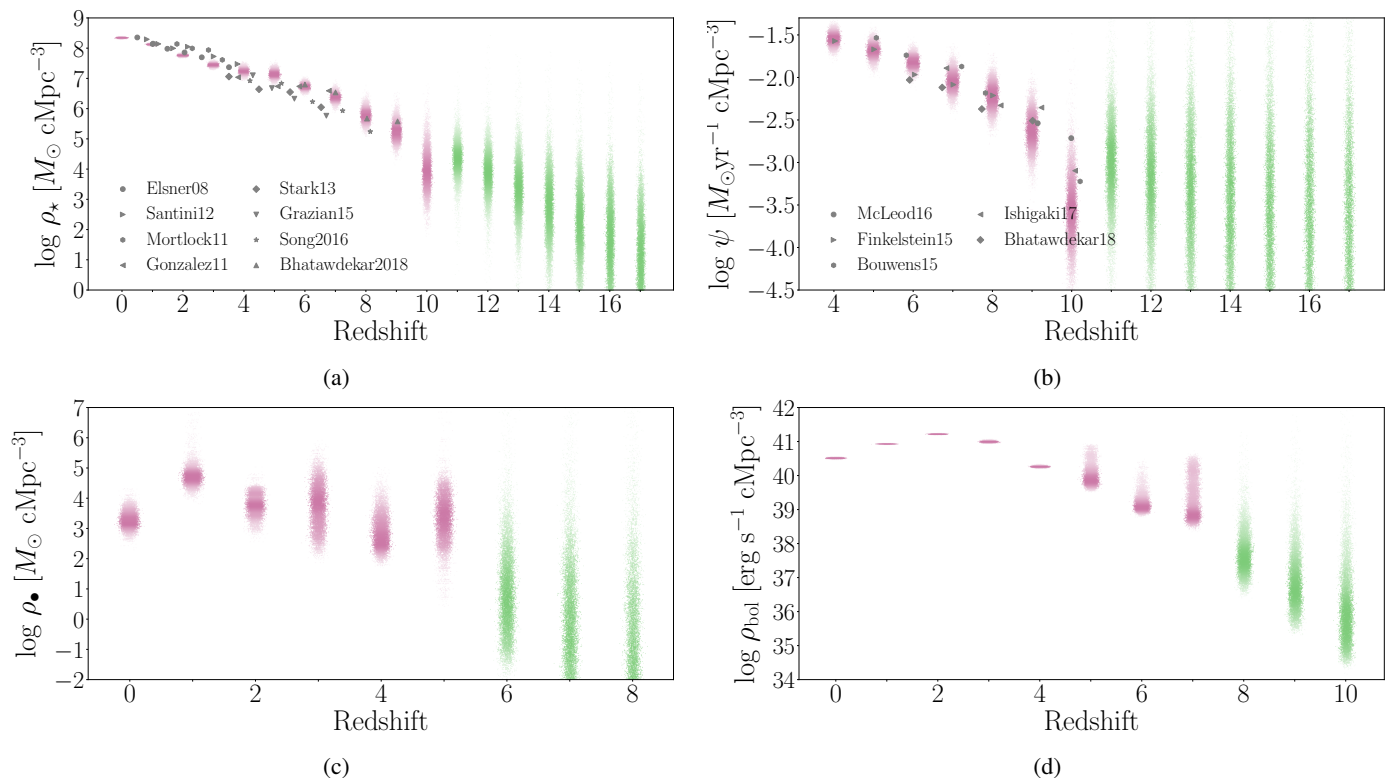 log ρ⋆ [M⊙ cMpc⁻³]
9
8
7
6
5
4
3
2
1
0
Elsner08
Santini12
Mortlock11
Gonzalez11
Stark13
Grazian15
Song2016
Bhatawdekar2018
0 2 4 6 8 10 12 14 16
Redshift
(a)
log ψ [M⊙yr⁻¹ cMpc⁻³]
−1.5
−2.0
−2.5
−3.0
−3.5
−4.0
−4.5
McLeod16
Finkelstein15
Bouwens15
Ishigaki17
Bhatawdekar18
4 6 8 10 12 14 16
Redshift
(b)
log ρ• [M⊙ cMpc⁻³]
7
6
5
4
3
2
1
0
−1
−2
0 2 4 6 8
Redshift
(c)
log ρbol [erg s⁻¹ cMpc⁻³]
42
41
40
39
38
37
36
35
34
0 2 4 6 8 10
Redshift
(d)